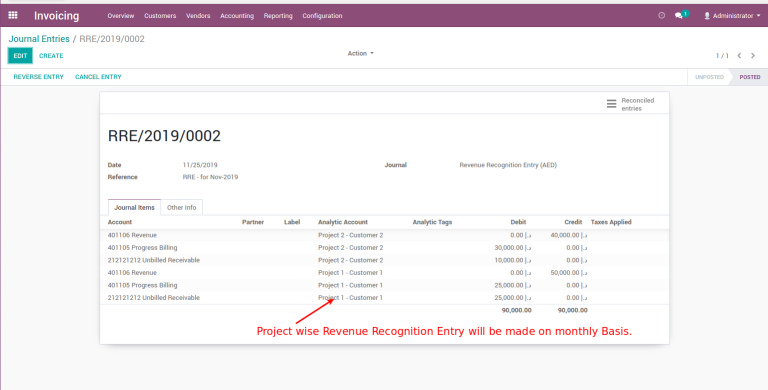 Invoicing Overview Customers Vendors Accounting Reporting Configuration 1 Administrator
Journal Entries / RRE/2019/0002
EDIT CREATE Action 1 / 1
REVERSE ENTRY CANCEL ENTRY UNPOSTED POSTED
Reconciled
entries
RRE/2019/0002
Date 11/25/2019 Journal Revenue Recognition Entry (AED)
Reference RRE - for Nov-2019
Journal Items Other Info
Account Partner Label Analytic Account Analytic Tags Debit Credit Taxes Applied
401106 Revenue Project 2 - Customer 2 0.00 د.إ 40,000.00 د.إ
401105 Progress Billing Project 2 - Customer 2 30,000.00 د.إ 0.00 د.إ
212121212 Unbilled Receivable Project 2 - Customer 2 10,000.00 د.إ 0.00 د.إ
401106 Revenue Project 1 - Customer 1 0.00 د.إ 50,000.00 د.إ
401105 Progress Billing Project 1 - Customer 1 25,000.00 د.إ 0.00 د.إ
212121212 Unbilled Receivable Project 1 - Customer 1 25,000.00 د.إ 0.00 د.إ
90,000.00 90,000.00
Project wise Revenue Recognition Entry will be made on monthly Basis.